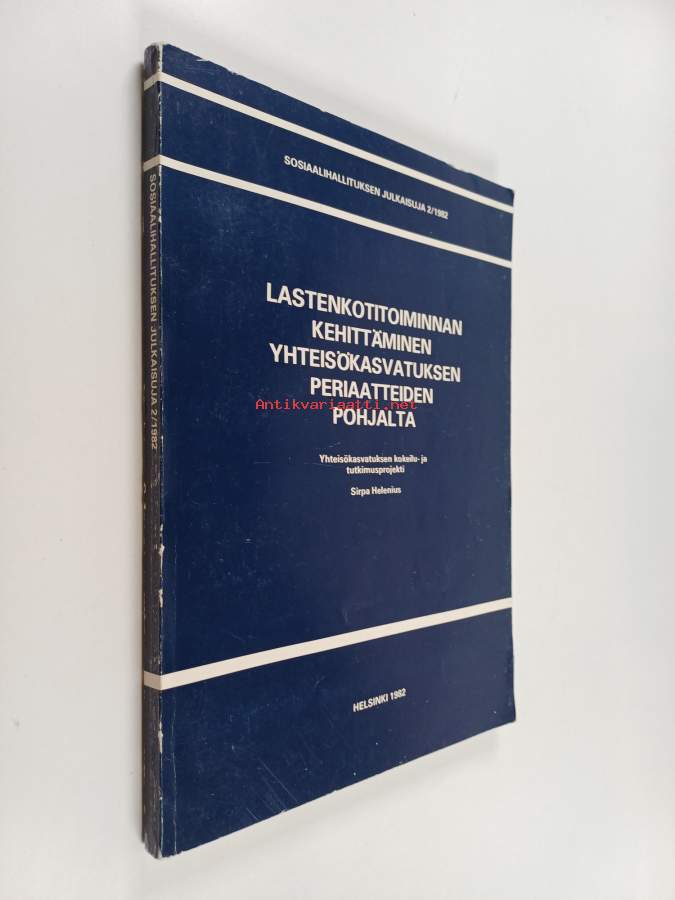 SOSIAALIHALLITUKSEN JULKAISUJA 2/1982
SOSIAALIHALLITUKSEN JULKAISUJA 2/1982
LASTENKOTITOIMINNAN
KEHITTÄMINEN
YHTEISÖKASVATUKSEN
PERIAATTEIDEN
Antikvariaatti.net
POHJALTA
Yhteisökasvatuksen kokeilu- ja
tutkimusprojekti
Sirpa Helenius
HELSINKI 1982